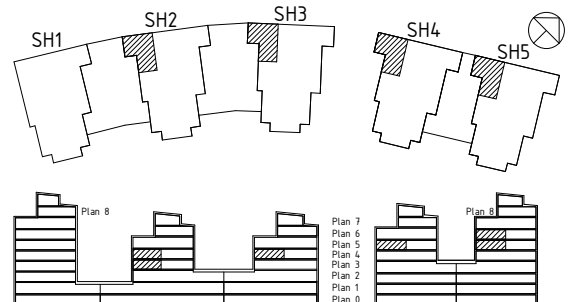 SH1
SH2
SH3
SH4
SH5
Plan 8
Plan 7
Plan 6
Plan 5
Plan 4
Plan 3
Plan 2
Plan 1
Plan 0
Plan 8